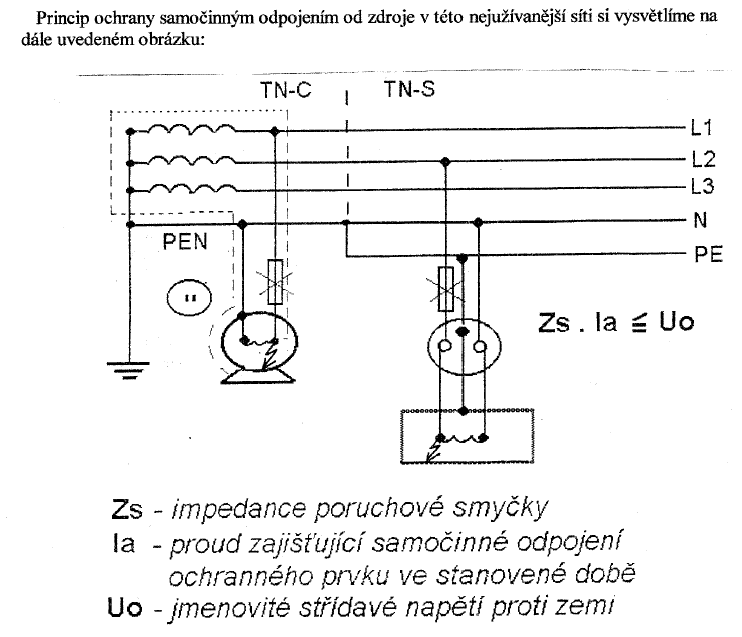 Princip ochrany samočinným odpojením od zdroje v této nejužívanější síti si vysvětlíme na
dále uvedeném obrázku:
TN-C TN-S
L1
L2
L3
N
PEN
PE
"
Zs . Ia ≦ Uo
Zs - impedance poruchové smyčky
Ia - proud zajišťující samočinné odpojení
ochranného prvku ve stanovené době
Uo - jmenovité střídavé napětí proti zemi